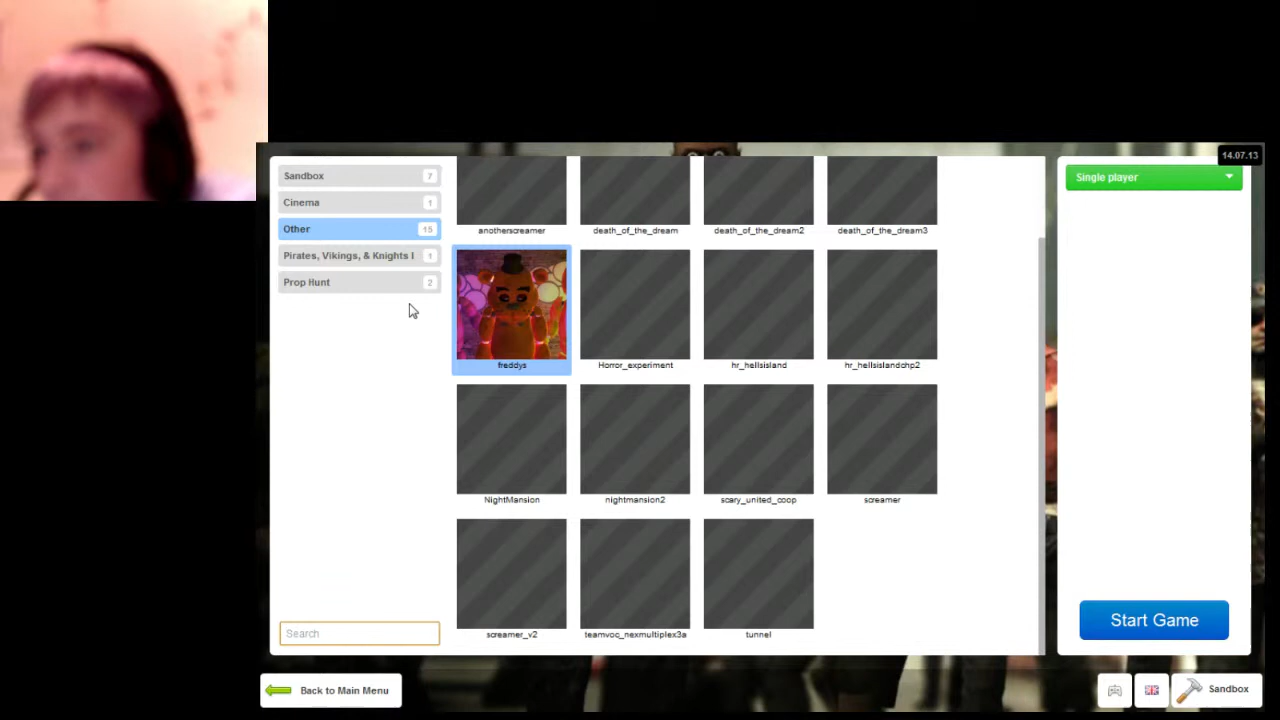 14.07.13
Sandbox 7
Cinema 1
Other 15
Pirates, Vikings, & Knights I 1
Prop Hunt 2
Single player
anotherscreamer death_of_the_dream death_of_the_dream2 death_of_the_dream3
freddys Horror_experiment hr_hellsisland hr_hellsislandchp2
NightMansion nightmansion2 scary_united_coop screamer
screamer_v2 teamvoc_nexmultiplex3a tunnel
Search
Start Game
Back to Main Menu
Sandbox